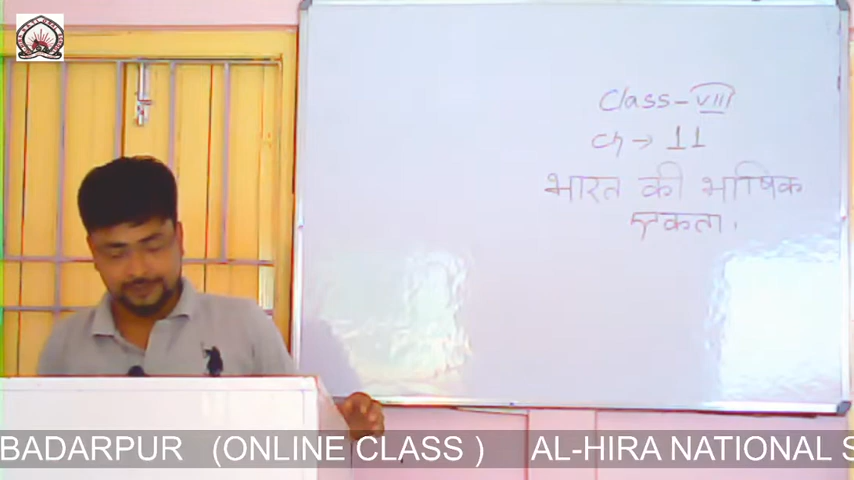 Class-VIII
Ch → 11
भारत की भाषिक
एकता।
BADARPUR (ONLINE CLASS ) AL-HIRA NATIONAL S